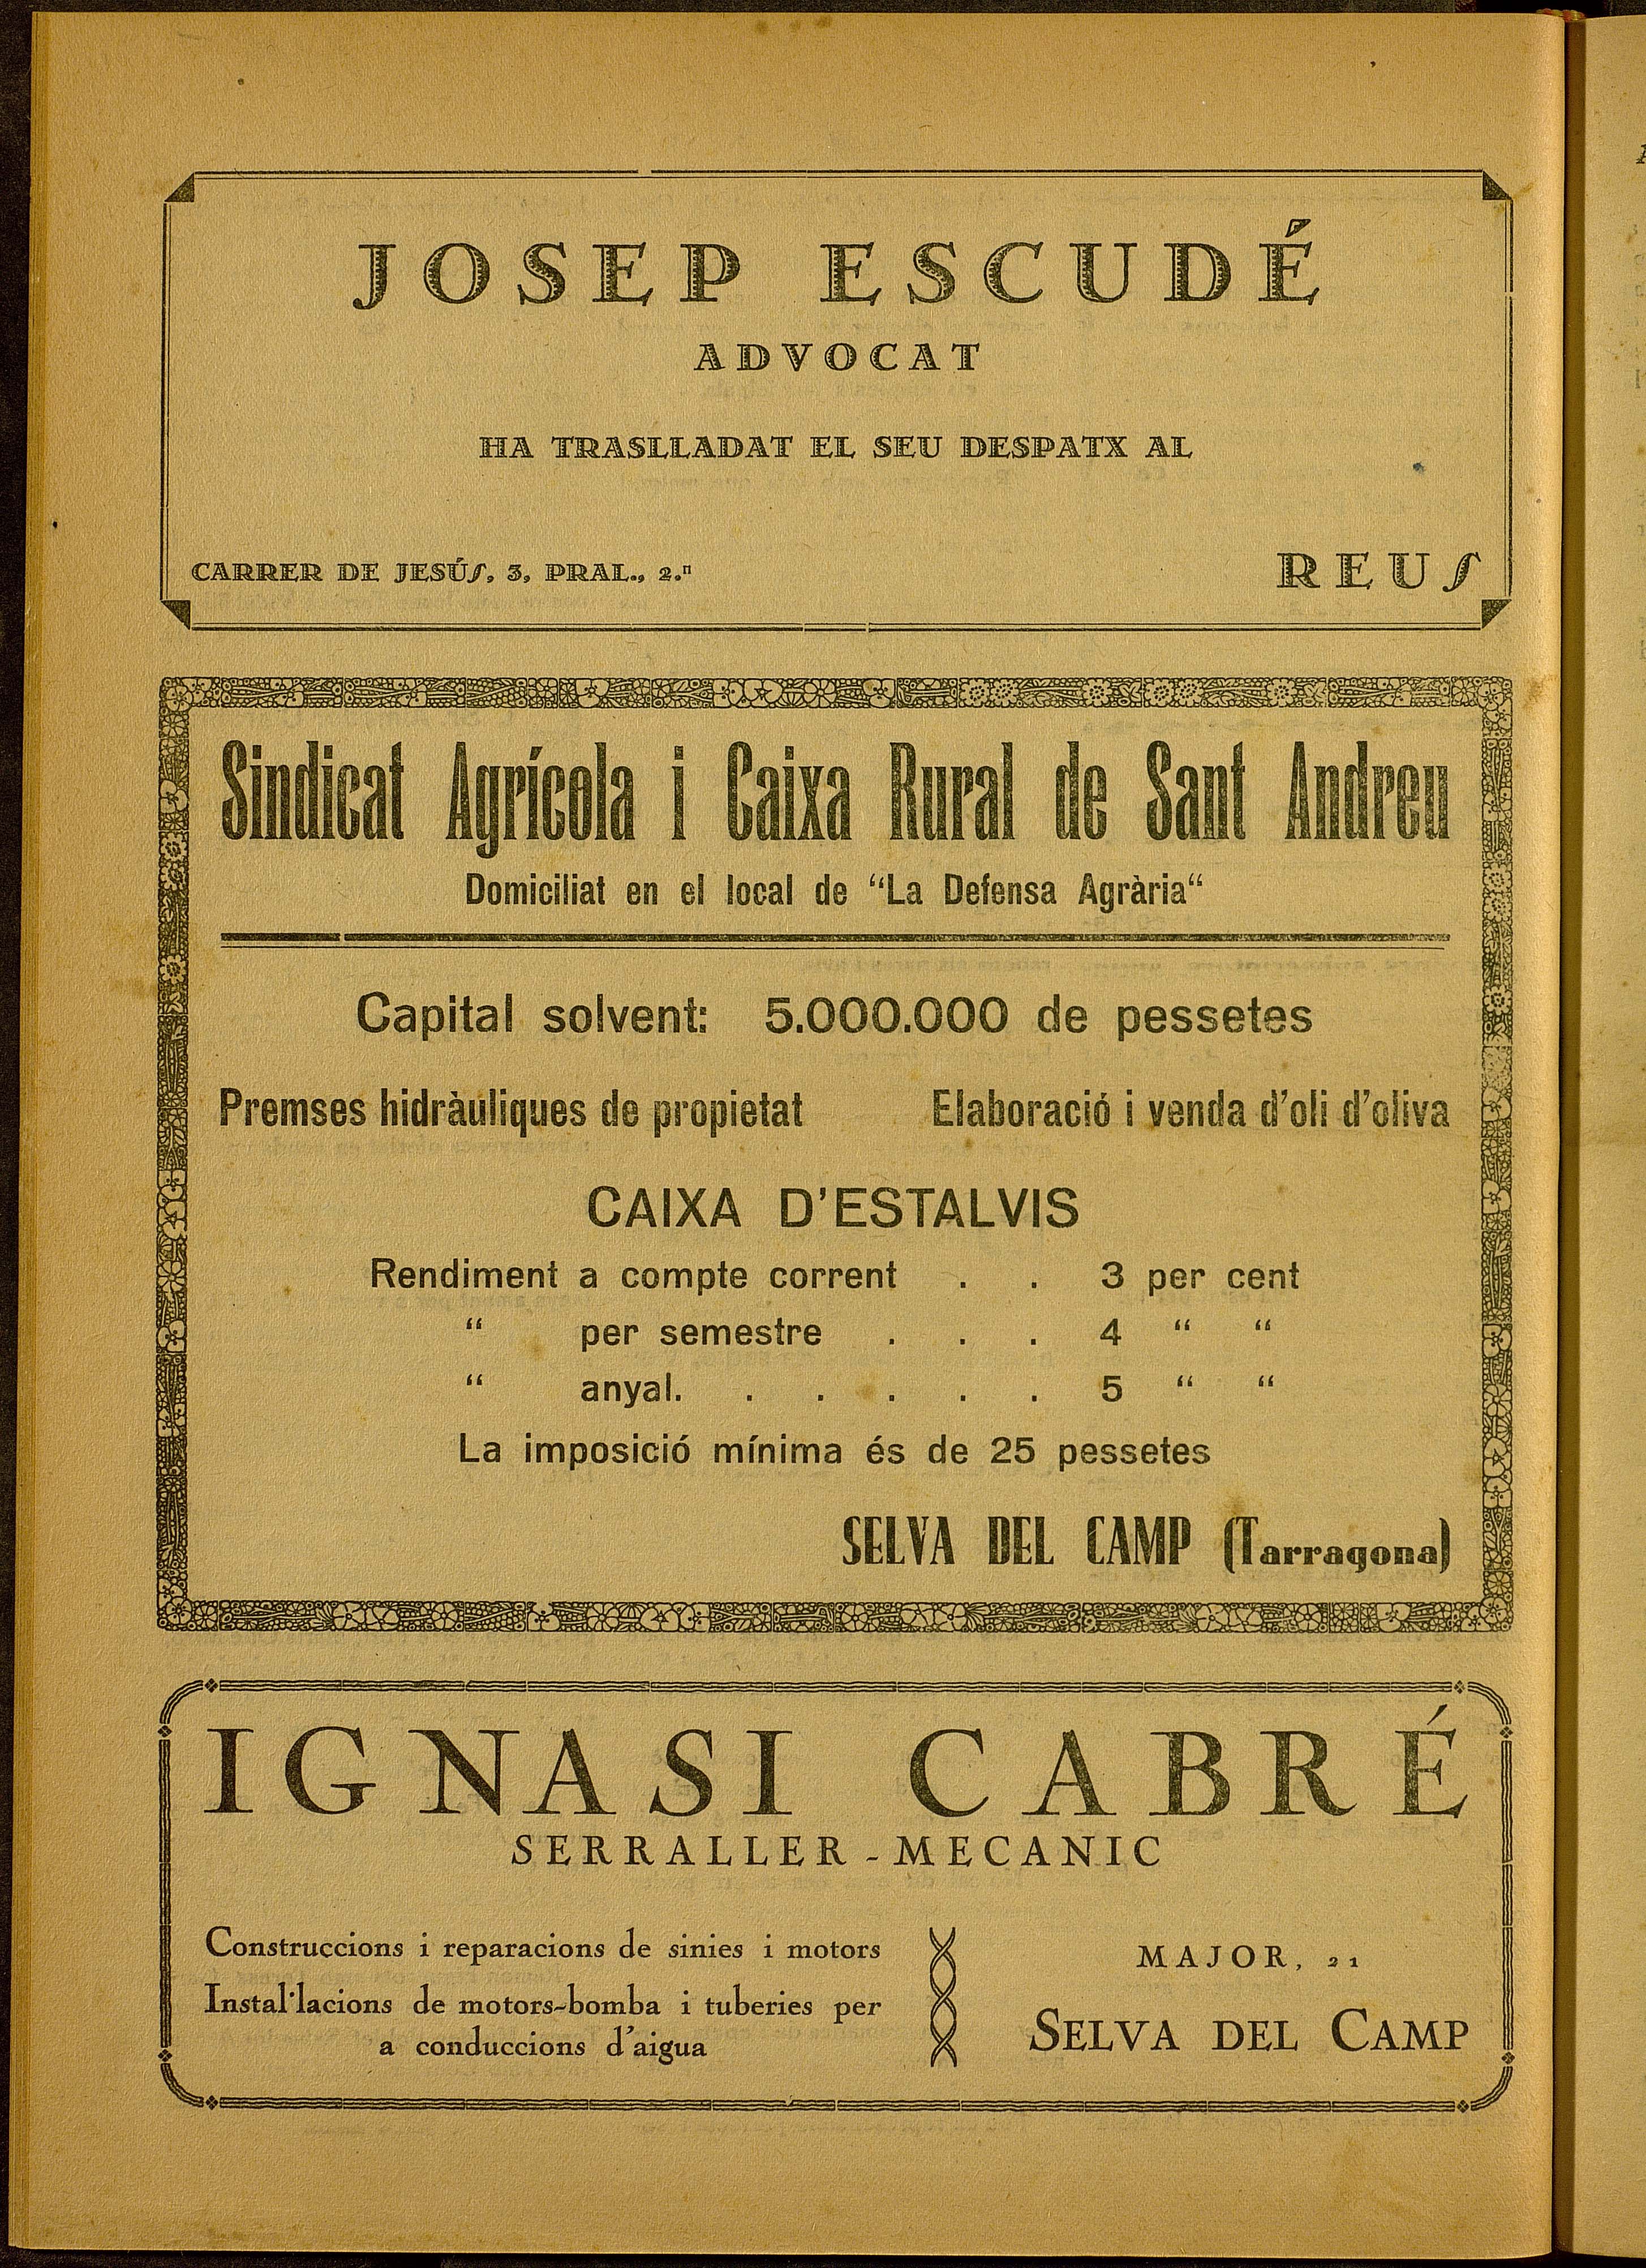 JOSEP ESCUDÉ
ADVOCAT
HA TRASLLADAT EL SEU DESPATX AL
CARRER DE JESÚS, 3, PRAL., 2.ⁿ REUS
Sindicat Agrícola i Caixa Rural de Sant Andreu
Domiciliat en el local de “La Defensa Agrària“
Capital solvent: 5.000.000 de pessetes
Premses hidràuliques de propietat Elaboració i venda d’oli d’oliva
CAIXA D’ESTALVIS
Rendiment a compte corrent . . 3 per cent
“ per semestre . . . 4 “ “
“ anyal. . . . . . 5 “ “
La imposició mínima és de 25 pessetes
SELVA DEL CAMP (Tarragona)
IGNASI CABRÉ
SERRALLER - MECANIC
Construccions i reparacions de sinies i motors
Instal·lacions de motors-bomba i tuberies per
a conduccions d’aigua
MAJOR, 21
SELVA DEL CAMP